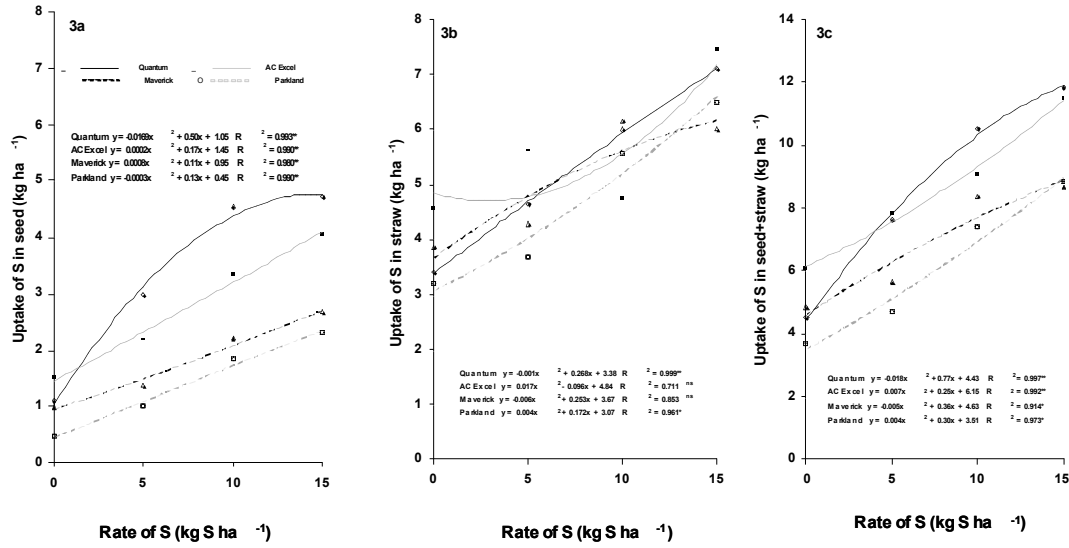 3a
Uptake of S in seed (kg ha -1)
8
7
6
5
4
3
2
1
0
0 5 10 15
Rate of S (kg S ha -1)
Quantum AC Excel
Maverick Parkland
Quantum y = -0.0169x 2 + 0.50x + 1.05 R 2 = 0.993**
AC Excel y = 0.0002x 2 + 0.17x + 1.45 R 2 = 0.990**
Maverick y = 0.0008x 2 + 0.11x + 0.95 R 2 = 0.980**
Parkland y = -0.0003x 2 + 0.13x + 0.45 R 2 = 0.990**
3b
Uptake of S in straw (kg ha -1)
8
7
6
5
4
3
2
1
0
0 5 10 15
Rate of S (kg S ha -1)
Quantum y = -0.001x 2 + 0.268x + 3.38 R 2 = 0.999**
AC Excel y = 0.017x 2 - 0.096x + 4.84 R 2 = 0.711 ns
Maverick y = -0.006x 2 + 0.253x + 3.67 R 2 = 0.853 ns
Parkland y = 0.004x 2 + 0.172x + 3.07 R 2 = 0.961*
3c
Uptake of S in seed+straw (kg ha -1)
14
12
10
8
6
4
2
0
0 5 10 15
Rate of S (kg S ha -1)
Quantum y = -0.018x 2 + 0.77x + 4.43 R 2 = 0.997**
AC Excel y = 0.007x 2 + 0.25x + 6.15 R 2 = 0.992**
Maverick y = -0.005x 2 + 0.36x + 4.63 R 2 = 0.914*
Parkland y = 0.004x 2 + 0.30x + 3.51 R 2 = 0.973*